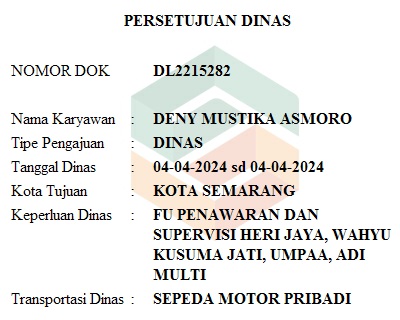 PERSETUJUAN DINAS
NOMOR DOK DL2215282
Nama Karyawan : DENY MUSTIKA ASMORO
Tipe Pengajuan : DINAS
Tanggal Dinas : 04-04-2024 sd 04-04-2024
Kota Tujuan : KOTA SEMARANG
Keperluan Dinas : FU PENAWARAN DAN
SUPERVISI HERI JAYA, WAHYU
KUSUMA JATI, UMPAA, ADI
MULTI
Transportasi Dinas : SEPEDA MOTOR PRIBADI